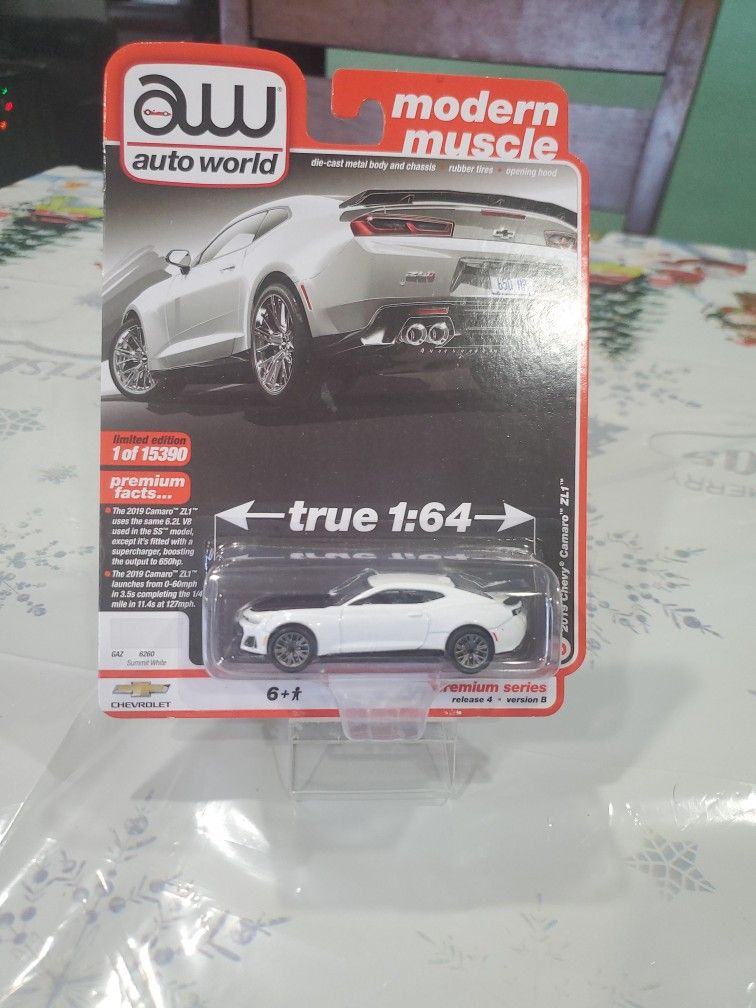 aw®
auto world
modern
muscle
die-cast metal body and chassis • rubber tires • opening hood
ZL1
650 HP
limited edition
1 of 15390
premium
facts...
• The 2019 Camaro™ ZL1™
uses the same 6.2L V8
used in the SS™ model,
except it's fitted with a
supercharger, boosting
the output to 650hp.
• The 2019 Camaro™ ZL1™
launches from 0-60mph
in 3.5s completing the 1/4
mile in 11.4s at 127mph.
true 1:64
2019 Chevy® Camaro™ ZL1™
GAZ 6260
Summit White
CHEVROLET
6+
premium series
release 4 • version B